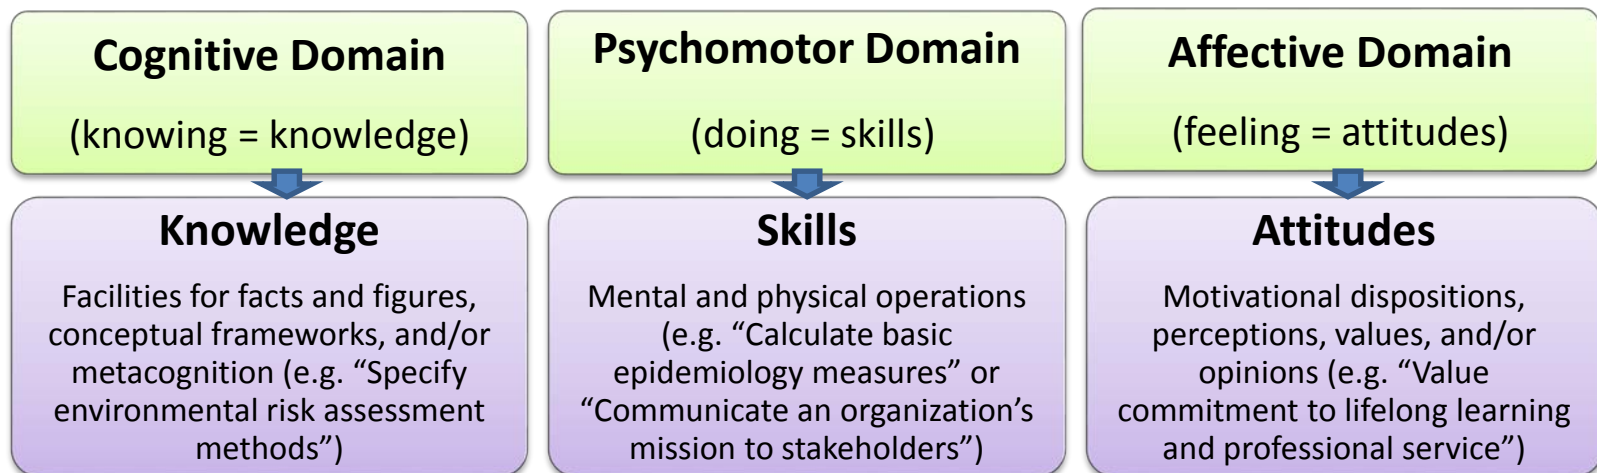 Cognitive Domain
(knowing = knowledge)
Knowledge
Facilities for facts and figures,
conceptual frameworks, and/or
metacognition (e.g. “Specify
environmental risk assessment
methods”)
Psychomotor Domain
(doing = skills)
Skills
Mental and physical operations
(e.g. “Calculate basic
epidemiology measures” or
“Communicate an organization’s
mission to stakeholders”)
Affective Domain
(feeling = attitudes)
Attitudes
Motivational dispositions,
perceptions, values, and/or
opinions (e.g. “Value
commitment to lifelong learning
and professional service”)